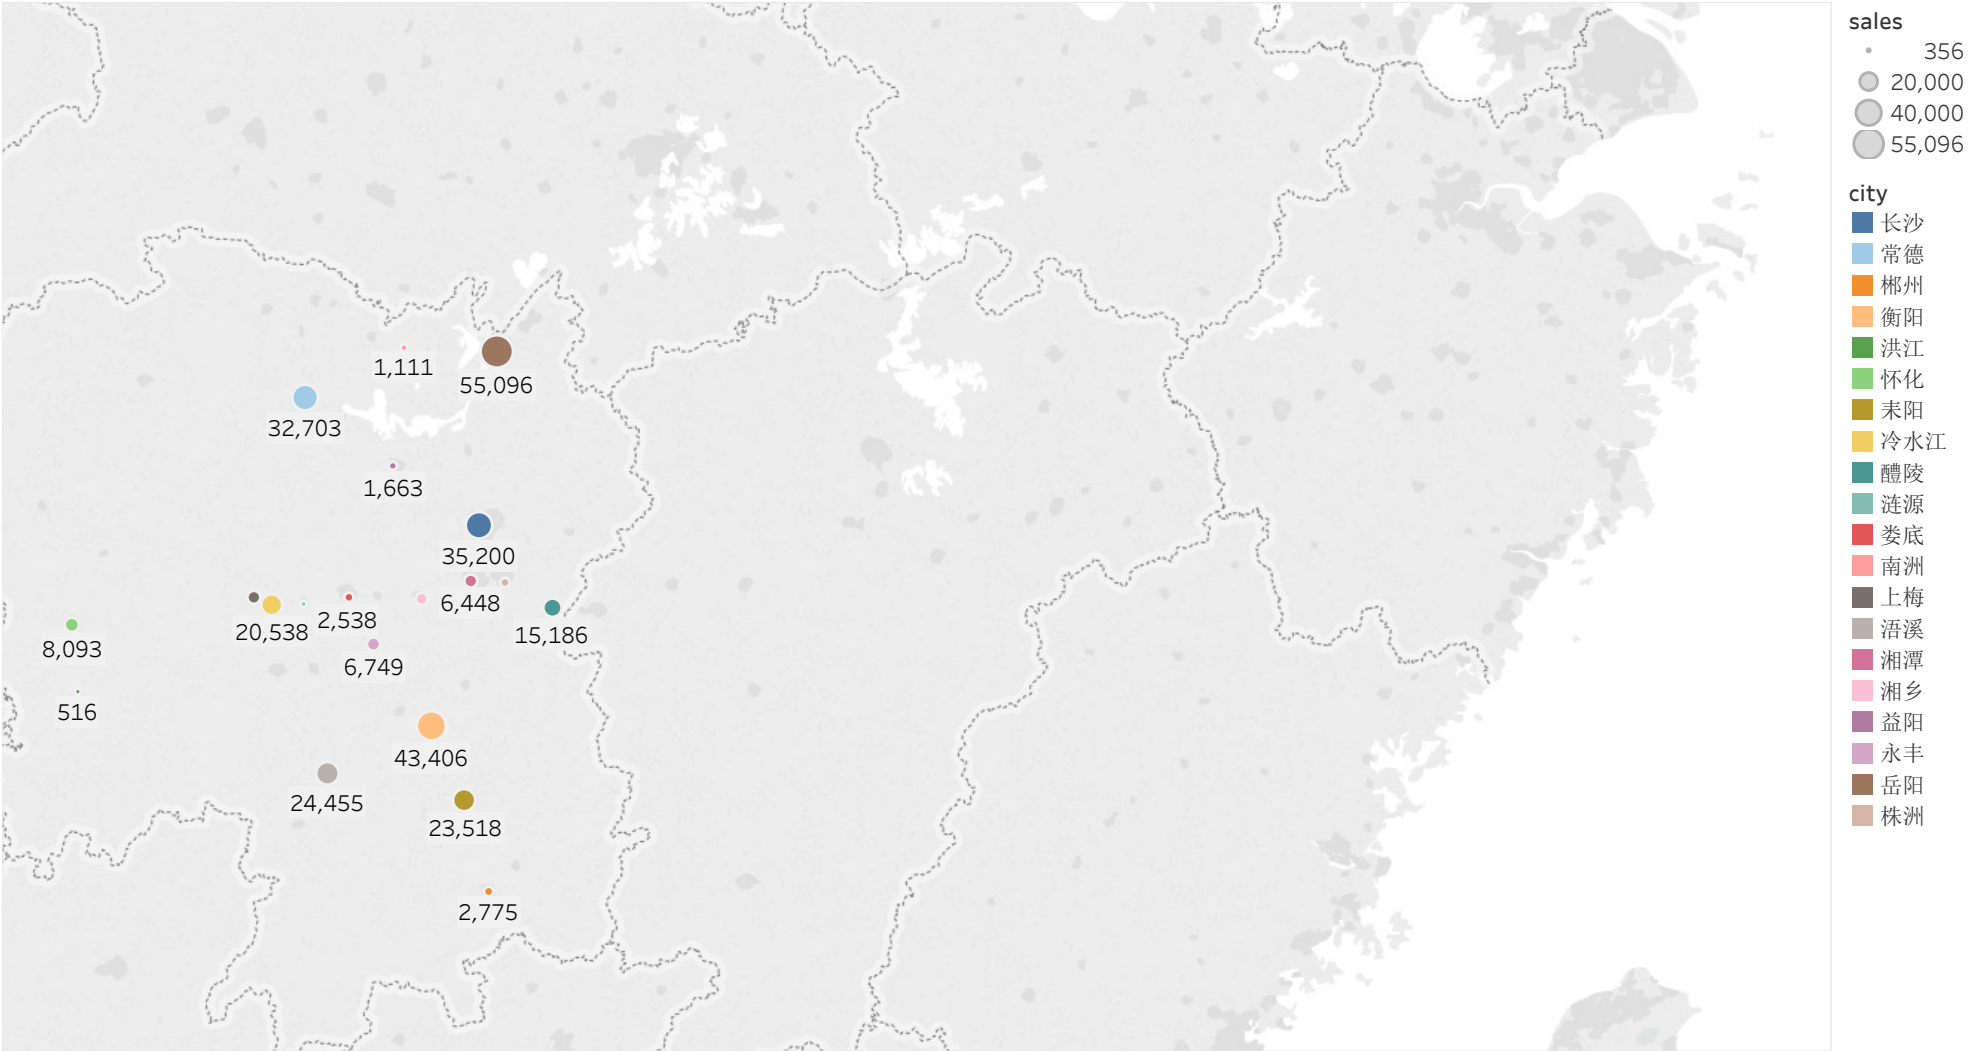 1,111
55,096
32,703
1,663
35,200
6,448
2,538
20,538
15,186
8,093
6,749
516
43,406
24,455
23,518
2,775
sales
356
20,000
40,000
55,096
city
长沙
常德
郴州
衡阳
洪江
怀化
耒阳
冷水江
醴陵
涟源
娄底
南洲
上梅
浯溪
湘潭
湘乡
益阳
永丰
岳阳
株洲